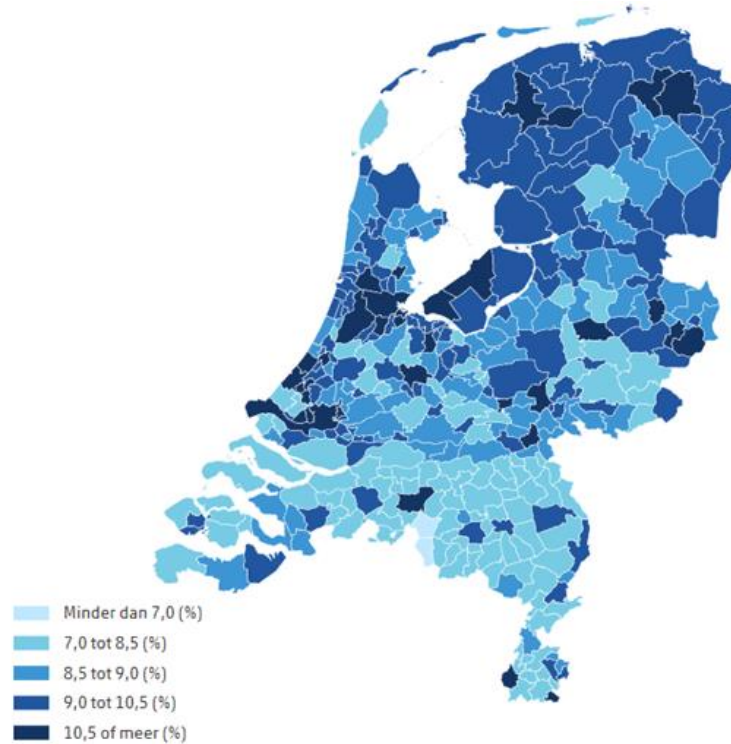 Minder dan 7,0 (%)
7,0 tot 8,5 (%)
8,5 tot 9,0 (%)
9,0 tot 10,5 (%)
10,5 of meer (%)